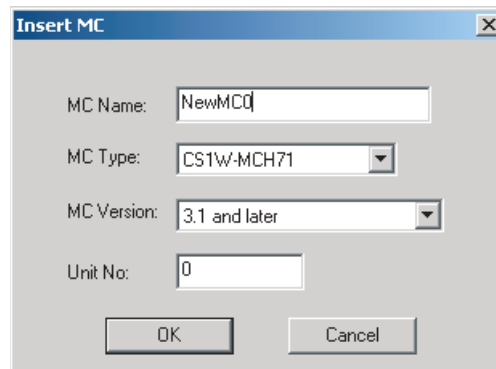 Insert MC
MC Name: NewMC0
MC Type: CS1W-MCH71
MC Version: 3.1 and later
Unit No: 0
OK Cancel